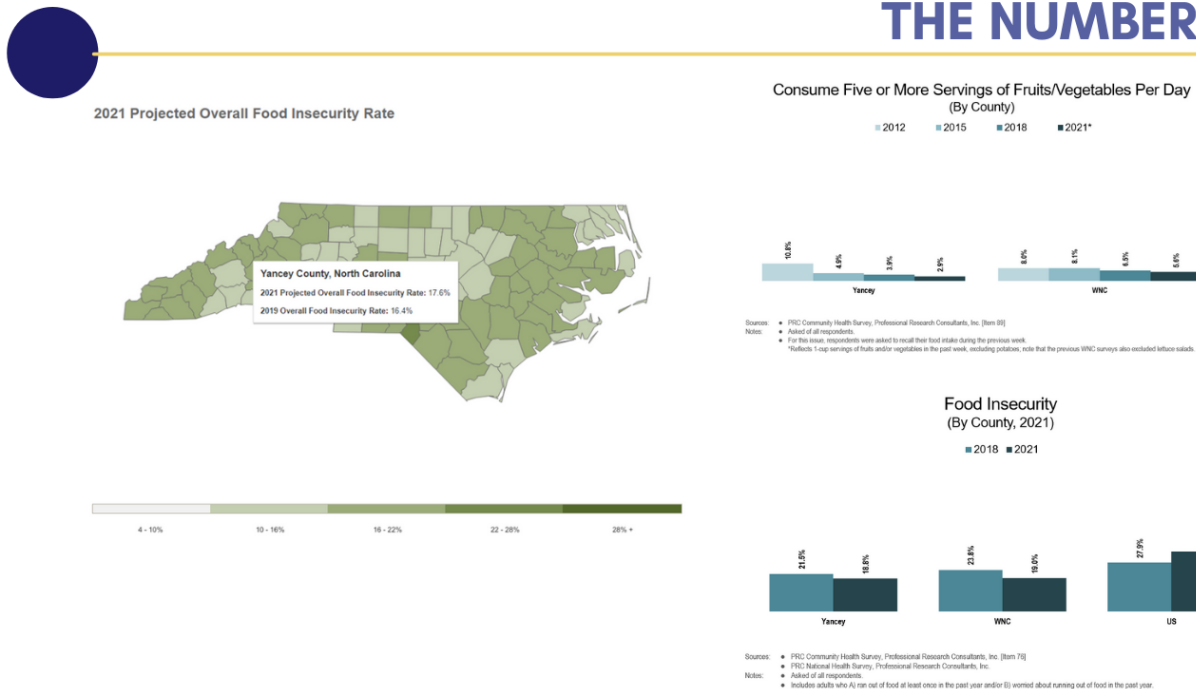 THE NUMBER
2021 Projected Overall Food Insecurity Rate
Yancey County, North Carolina
2021 Projected Overall Food Insecurity Rate: 17.6%
2019 Overall Food Insecurity Rate: 16.4%
4 - 10% 10 - 16% 16 - 22% 22 - 28% 28% +
Consume Five or More Servings of Fruits/Vegetables Per Day
(By County)
2012 2015 2018 2021*
10.8% 4.9% 3.9% 2.9% 8.0% 8.1% 6.5% 5.6%
Yancey WNC
Sources: • PRC Community Health Survey, Professional Research Consultants, Inc. [Item 89]
Notes: • Asked of all respondents.
• For this issue, respondents were asked to recall their food intake during the previous week.
*Reflects 1-cup servings of fruits and/or vegetables in the past week, excluding potatoes; note that the previous WNC surveys also excluded lettuce salads.
Food Insecurity
(By County, 2021)
2018 2021
21.5% 18.8% 23.8% 19.0% 27.9%
Yancey WNC US
Sources: • PRC Community Health Survey, Professional Research Consultants, Inc. [Item 76]
• PRC National Health Survey, Professional Research Consultants, Inc.
Notes: • Asked of all respondents.
• Includes adults who A) ran out of food at least once in the past year and/or B) worried about running out of food in the past year.